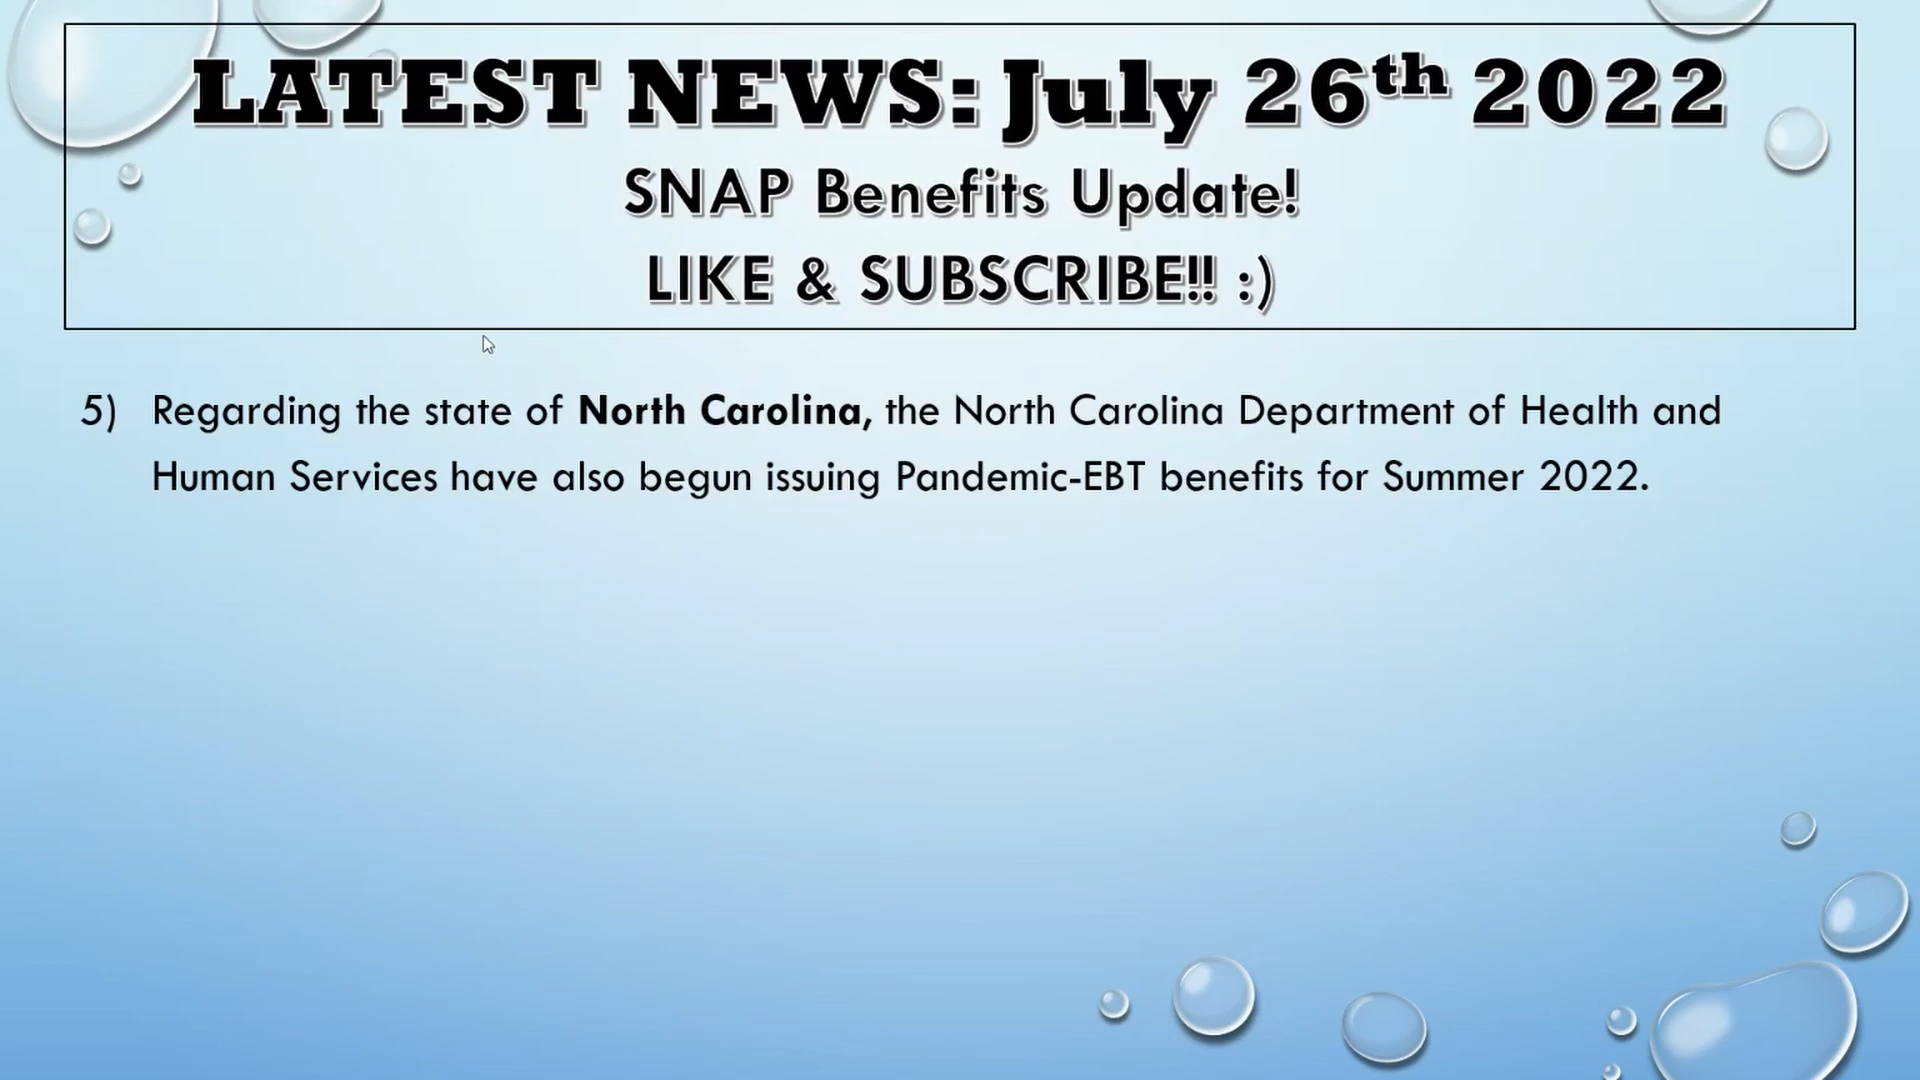 LATEST NEWS: July 26th 2022
SNAP Benefits Update!
LIKE & SUBSCRIBE!! :)
5) Regarding the state of North Carolina, the North Carolina Department of Health and
Human Services have also begun issuing Pandemic-EBT benefits for Summer 2022.